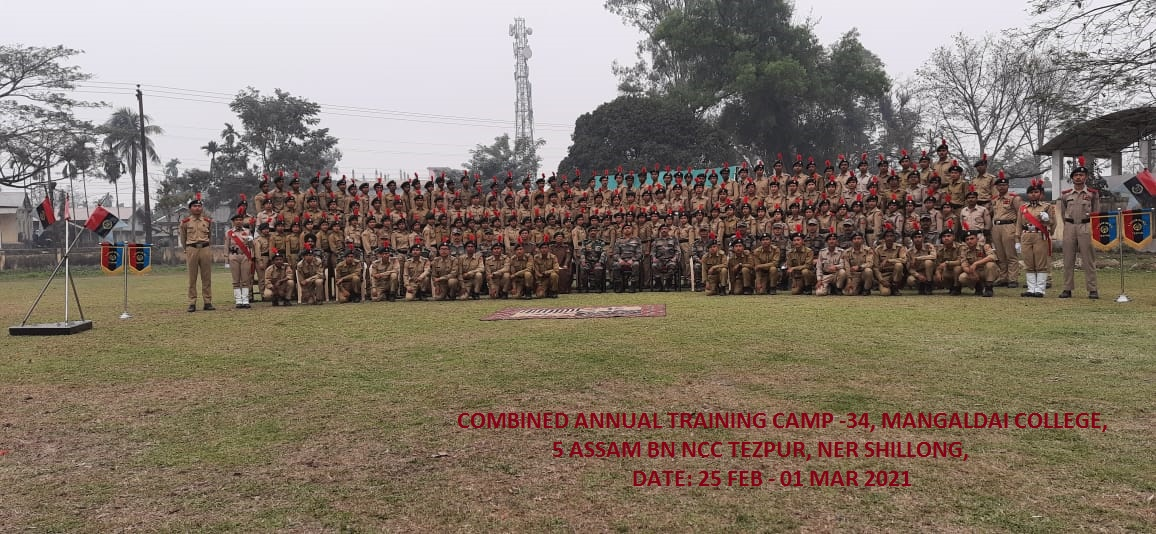 COMBINED ANNUAL TRAINING CAMP -34, MANGALDAI COLLEGE,
5 ASSAM BN NCC TEZPUR, NER SHILLONG,
DATE: 25 FEB - 01 MAR 2021